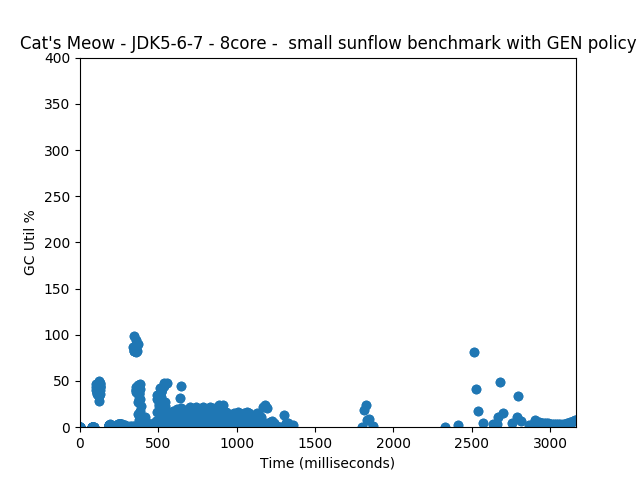 Cat's Meow - JDK5-6-7 - 8core -  small sunflow benchmark with GEN policy
400
350
300
250
200
150
100
50
0
GC Util %
0 500 1000 1500 2000 2500 3000
Time (milliseconds)